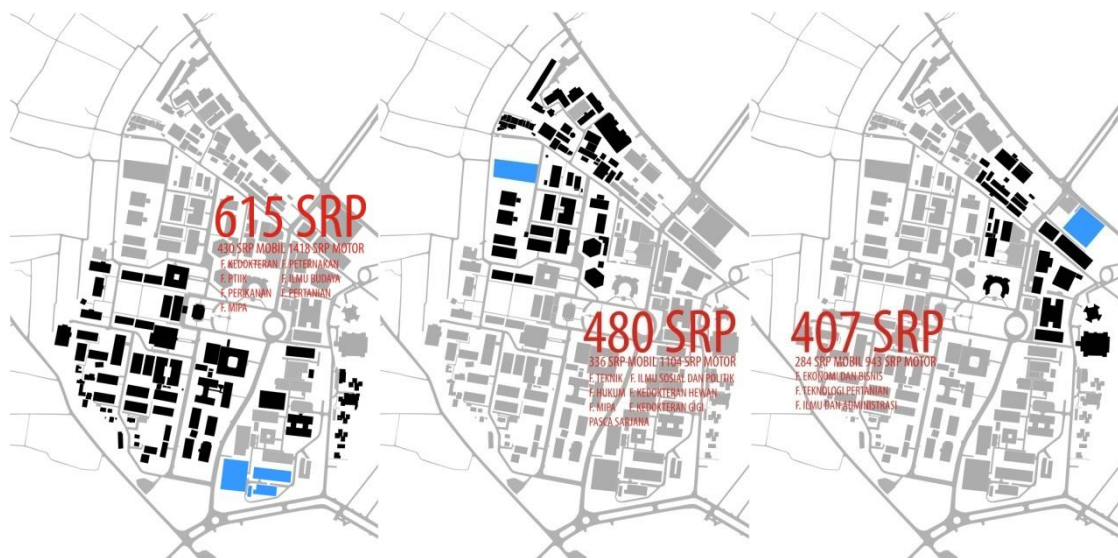 615 SRP
430 SRP MOBIL 1418 SRP MOTOR
F. KEDOKTERAN F. PETERNAKAN
F. PTIIK F. ILMU BUDAYA
F. PERIKANAN F. PERTANIAN
F. MIPA
480 SRP
336 SRP MOBIL 1104 SRP MOTOR
F. TEKNIK F. ILMU SOSIAL DAN POLITIK
F. HUKUM F. KEDOKTERAN HEWAN
F. MIPA F. KEDOKTERAN GIGI
PASCA SARJANA
407 SRP
284 SRP MOBIL 943 SRP MOTOR
F. EKONOMI DAN BISNIS
F. TEKNOLOGI PERTANIAN
F. ILMU DAN ADMINISTRASI